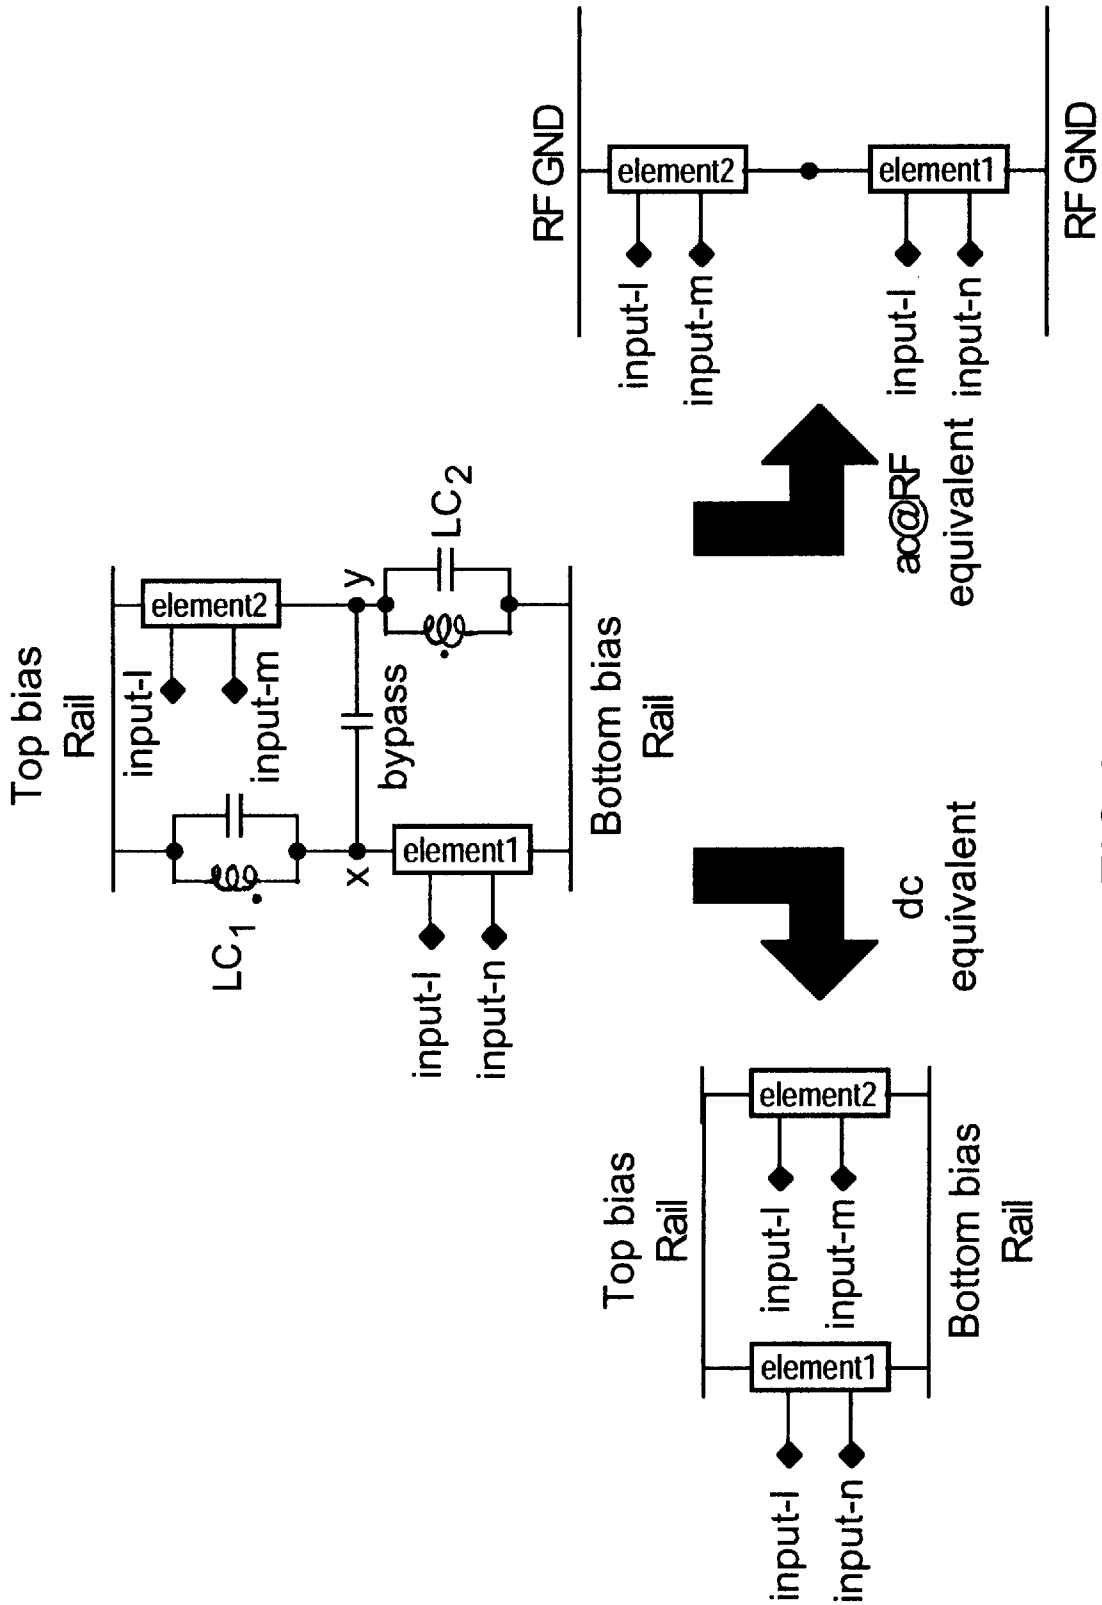 Top bias
Rail
LC1
input-l
input-m
element2
x
bypass
y
LC2
input-l
input-n
element1
Bottom bias
Rail
dc
equivalent
ac@RF
equivalent
Top bias
Rail
input-l
input-n
element1
input-l
input-m
element2
Bottom bias
Rail
RF GND
input-l
input-m
element2
input-l
input-n
element1
RF GND